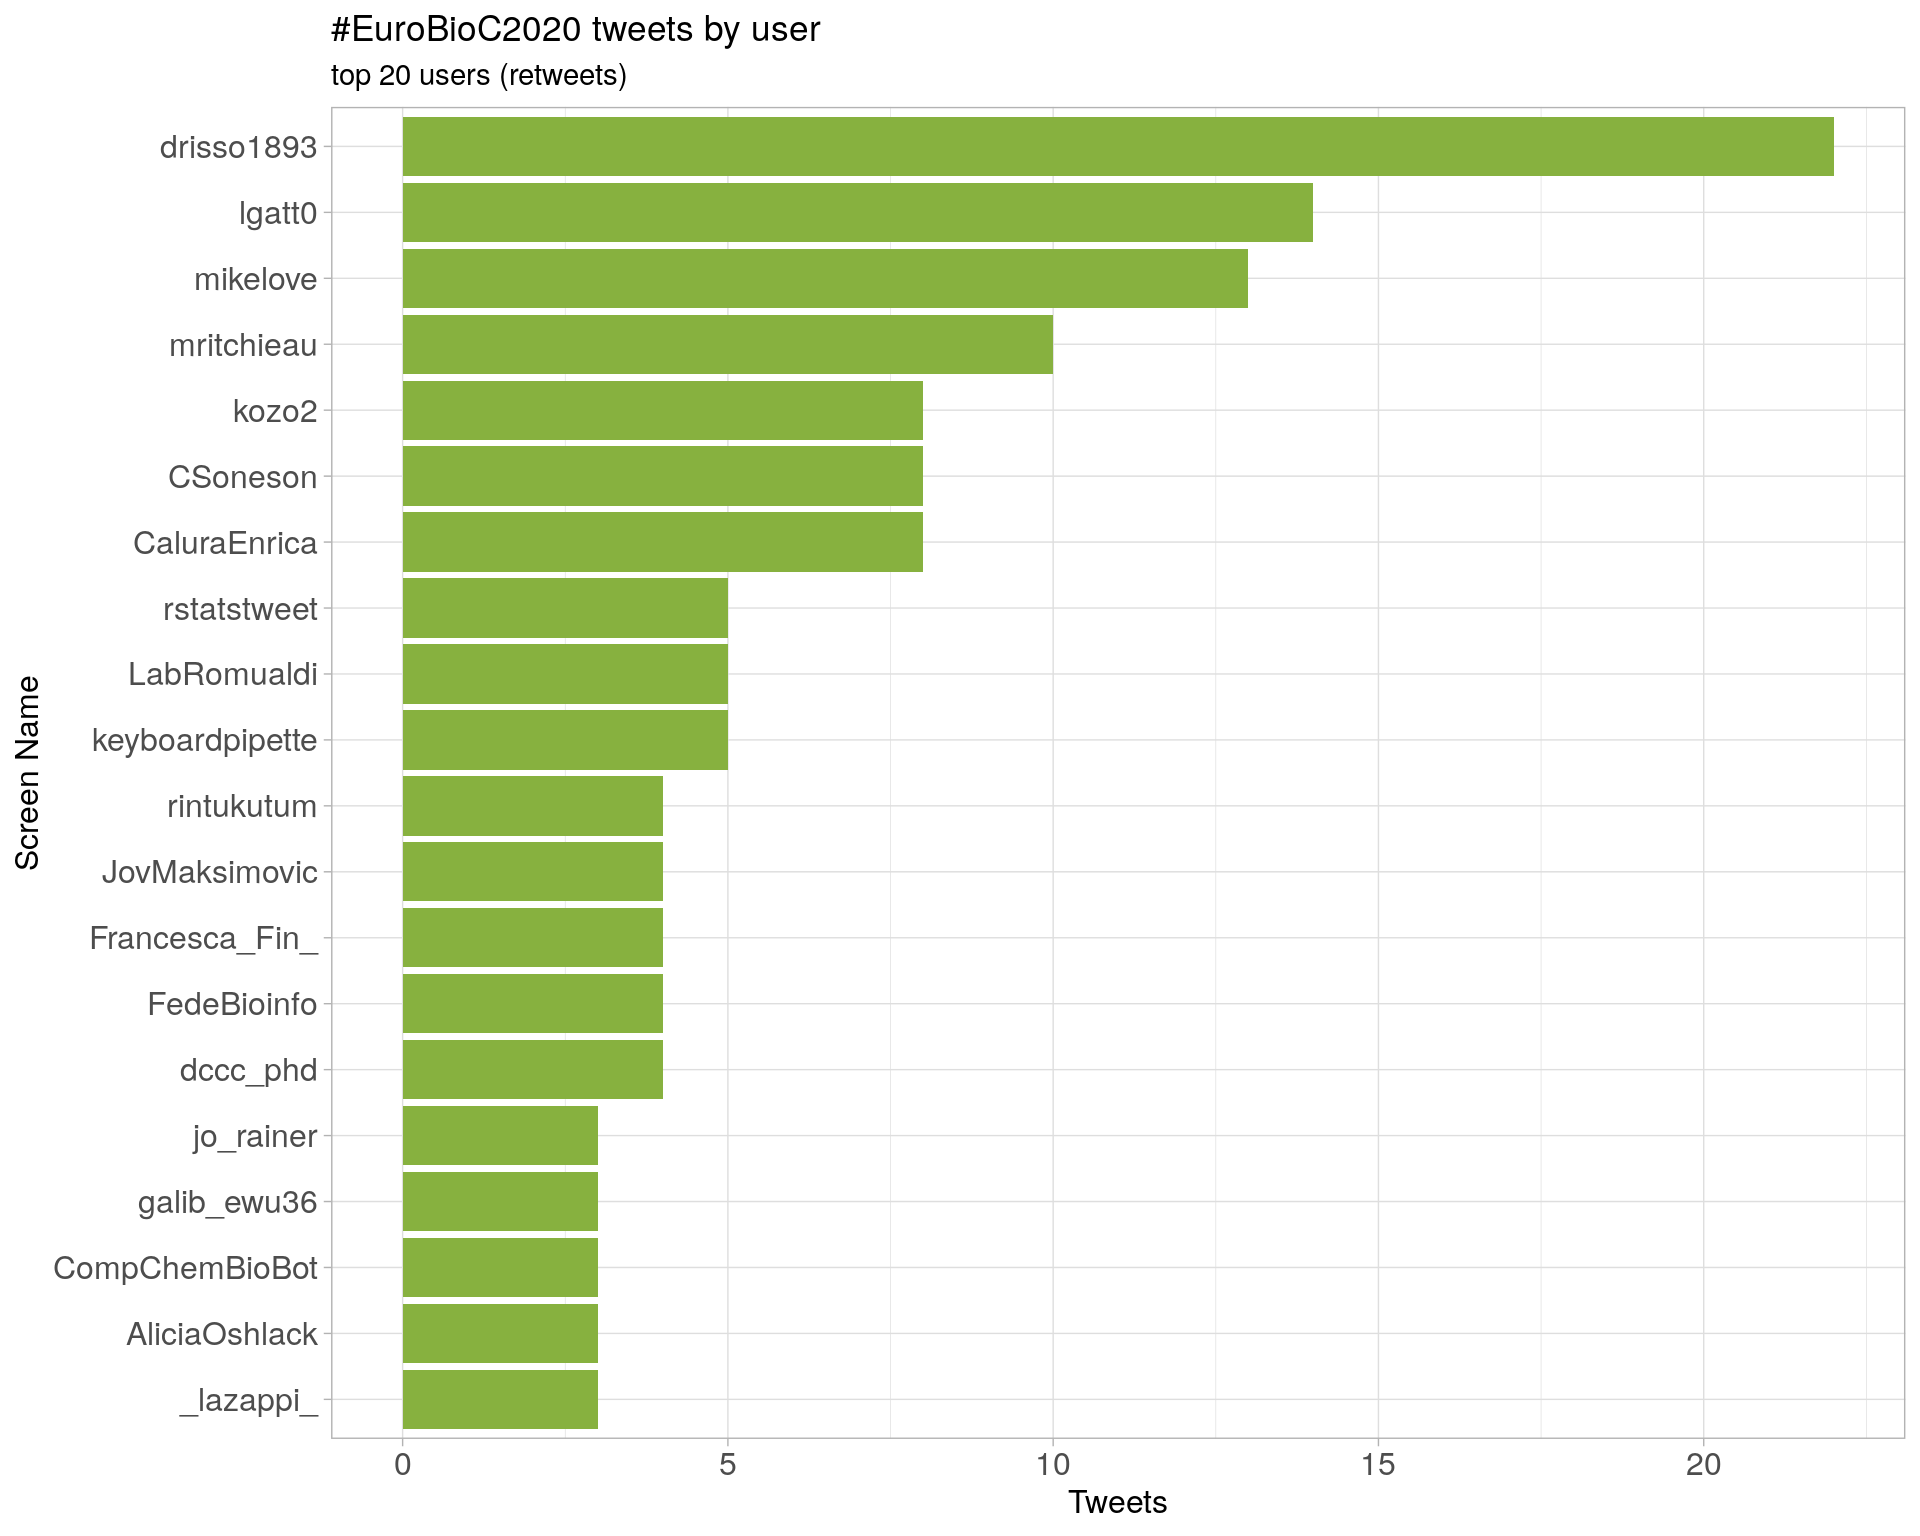 #EuroBioC2020 tweets by user
top 20 users (retweets)
drisso1893
lgatt0
mikelove
mritchieau
kozo2
CSoneson
CaluraEnrica
rstatstweet
LabRomualdi
keyboardpipette
rintukutum
JovMaksimovic
Francesca_Fin_
FedeBioinfo
dccc_phd
jo_rainer
galib_ewu36
CompChemBioBot
AliciaOshlack
_lazappi_
Screen Name
0 5 10 15 20
Tweets